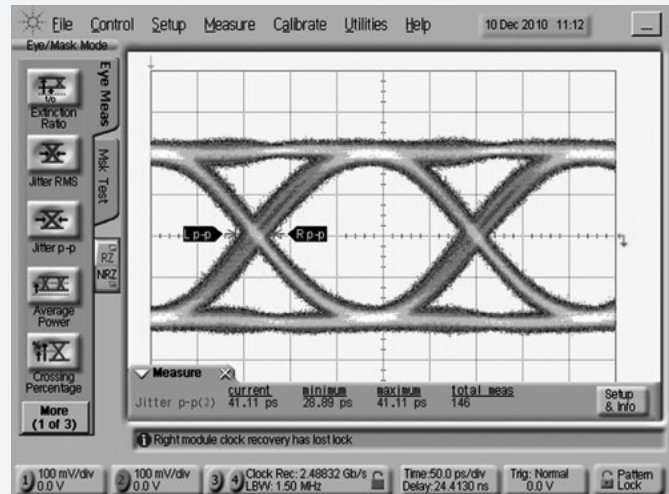 File Control Setup Measure Calibrate Utilities Help 10 Dec 2010 11:12
Eye/Mask Mode
Extinction
Ratio
Jitter RMS
Jitter p-p
Average
Power
Crossing
Percentage
More
(1 of 3)
Eye Meas
Msk Test
RZ
NRZ
L p-p
R p-p
Measure
current minimum maximum total meas
Jitter p-p(2) 41.11 ps 28.89 ps 41.11 ps 146
Setup
& Info
Right module clock recovery has lost lock
1 100 mV/div
0.0 V
2 100 mV/div
0.0 V
3 4 Clock Rec: 2.48832 Gb/s
LBW: 1.50 MHz
Time:50.0 ps/div
Delay:24.4130 ns
Trig: Normal
0.0 V
Pattern
Lock